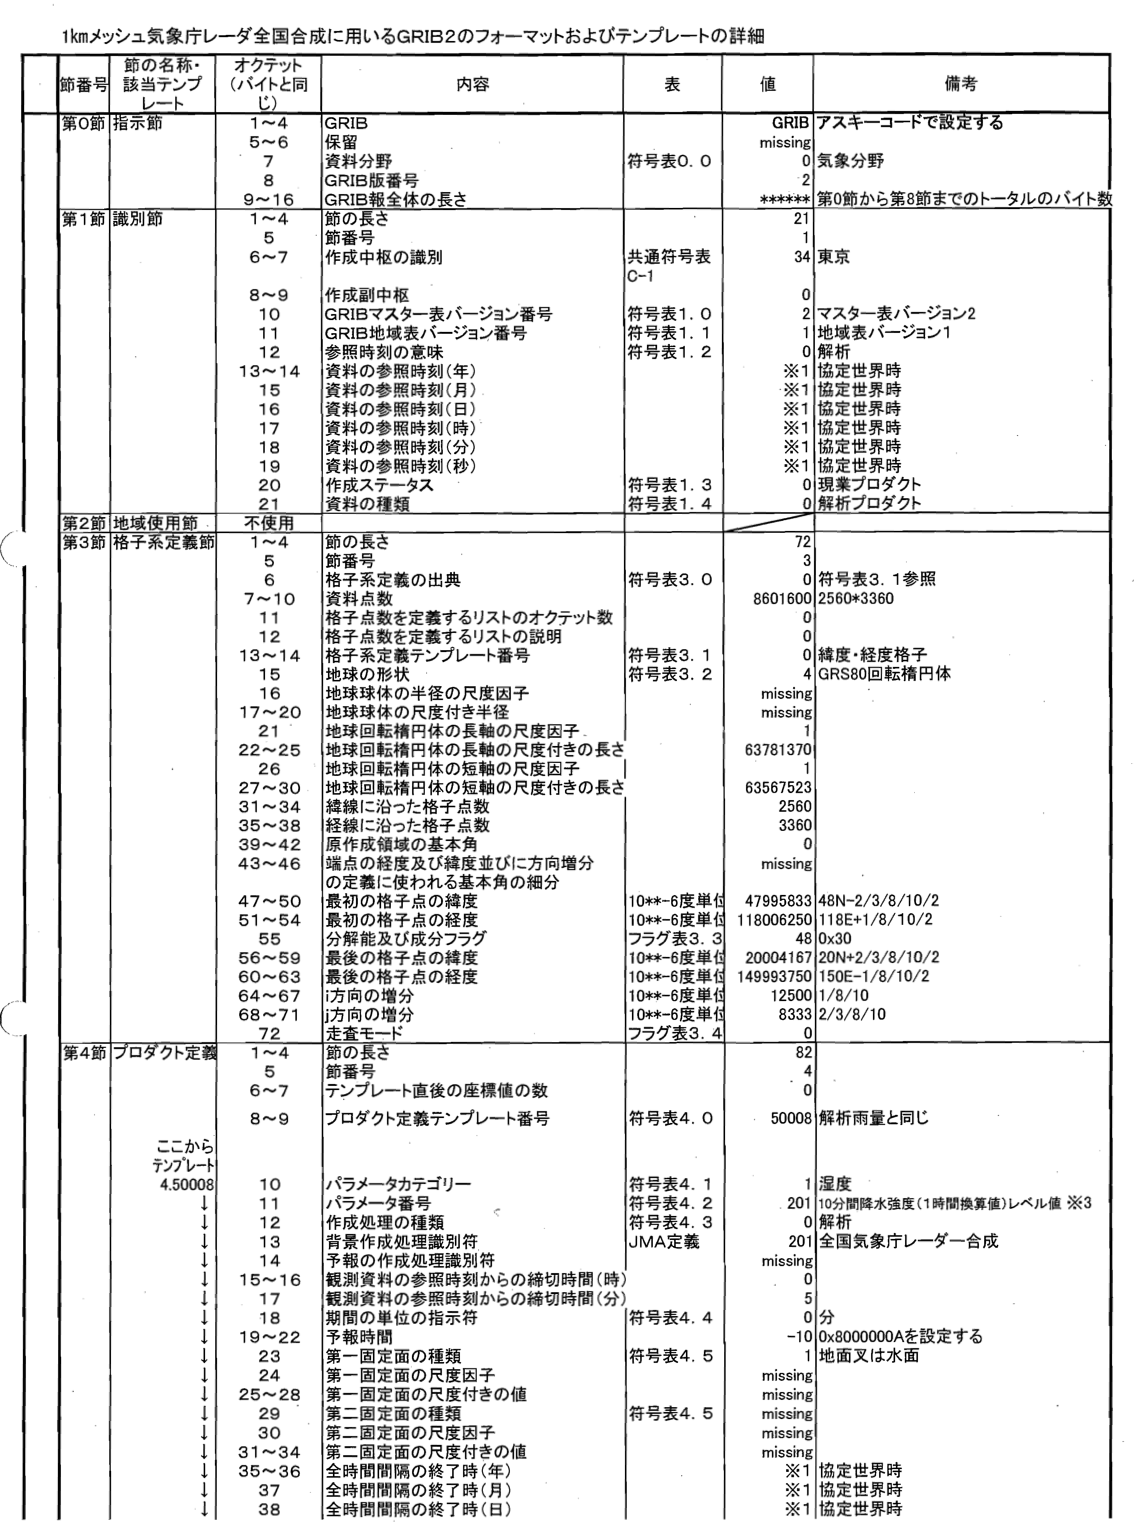 1kmメッシュ気象庁レーダ全国合成に用いるGRIB2のフォーマットおよびテンプレートの詳細
節番号 節の名称・該当テンプレート オクテット(バイトと同じ) 内容 表 値 備考
第0節 指示節 1～4 GRIB GRIB アスキーコードで設定する
5～6 保留 missing
7 資料分野 符号表0.0 0 気象分野
8 GRIB版番号 2
9～16 GRIB報全体の長さ ****** 第0節から第8節までのトータルのバイト数
第1節 識別節 1～4 節の長さ 21
5 節番号 1
6～7 作成中枢の識別 共通符号表C-1 34 東京
8～9 作成副中枢 0
10 GRIBマスター表バージョン番号 符号表1.0 2 マスター表バージョン2
11 GRIB地域表バージョン番号 符号表1.1 1 地域表バージョン1
12 参照時刻の意味 符号表1.2 0 解析
13～14 資料の参照時刻(年) ※1 協定世界時
15 資料の参照時刻(月) ※1 協定世界時
16 資料の参照時刻(日) ※1 協定世界時
17 資料の参照時刻(時) ※1 協定世界時
18 資料の参照時刻(分) ※1 協定世界時
19 資料の参照時刻(秒) ※1 協定世界時
20 作成ステータス 符号表1.3 0 現業プロダクト
21 資料の種類 符号表1.4 0 解析プロダクト
第2節 地域使用節 不使用
第3節 格子系定義節 1～4 節の長さ 72
5 節番号 3
6 格子系定義の出典 符号表3.0 0 符号表3.1参照
7～10 資料点数 8601600 2560*3360
11 格子点数を定義するリストのオクテット数 0
12 格子点数を定義するリストの説明 0
13～14 格子系定義テンプレート番号 符号表3.1 0 緯度・経度格子
15 地球の形状 符号表3.2 4 GRS80回転楕円体
16 地球球体の半径の尺度因子 missing
17～20 地球球体の尺度付き半径 missing
21 地球回転楕円体の長軸の尺度因子 1
22～25 地球回転楕円体の長軸の尺度付きの長さ 63781370
26 地球回転楕円体の短軸の尺度因子 1
27～30 地球回転楕円体の短軸の尺度付きの長さ 63567523
31～34 緯線に沿った格子点数 2560
35～38 経線に沿った格子点数 3360
39～42 原作成領域の基本角 0
43～46 端点の経度及び緯度並びに方向増分 missing
の定義に使われる基本角の細分
47～50 最初の格子点の緯度 10**-6度単位 47995833 48N-2/3/8/10/2
51～54 最初の格子点の経度 10**-6度単位 118006250 118E+1/8/10/2
55 分解能及び成分フラグ フラグ表3.3 48 0x30
56～59 最後の格子点の緯度 10**-6度単位 20004167 20N+2/3/8/10/2
60～63 最後の格子点の経度 10**-6度単位 149993750 150E-1/8/10/2
64～67 i方向の増分 10**-6度単位 12500 1/8/10
68～71 j方向の増分 10**-6度単位 8333 2/3/8/10
72 走査モード フラグ表3.4 0
第4節 プロダクト定義 1～4 節の長さ 82
5 節番号 4
6～7 テンプレート直後の座標値の数 0
8～9 プロダクト定義テンプレート番号 符号表4.0 50008 解析雨量と同じ
ここから
テンプレート
4.50008 10 パラメータカテゴリー 符号表4.1 1 湿度
↓ 11 パラメータ番号 符号表4.2 201 10分間降水強度(1時間換算値)レベル値 ※3
↓ 12 作成処理の種類 符号表4.3 0 解析
↓ 13 背景作成処理識別符 JMA定義 201 全国気象庁レーダー合成
↓ 14 予報の作成処理識別符 missing
↓ 15～16 観測資料の参照時刻からの締切時間(時) 0
↓ 17 観測資料の参照時刻からの締切時間(分) 5
↓ 18 期間の単位の指示符 符号表4.4 0 分
↓ 19～22 予報時間 -10 0x8000000Aを設定する
↓ 23 第一固定面の種類 符号表4.5 1 地面又は水面
↓ 24 第一固定面の尺度因子 missing
↓ 25～28 第一固定面の尺度付きの値 missing
↓ 29 第二固定面の種類 符号表4.5 missing
↓ 30 第二固定面の尺度因子 missing
↓ 31～34 第二固定面の尺度付きの値 missing
↓ 35～36 全時間間隔の終了時(年) ※1 協定世界時
↓ 37 全時間間隔の終了時(月) ※1 協定世界時
↓ 38 全時間間隔の終了時(日) ※1 協定世界時